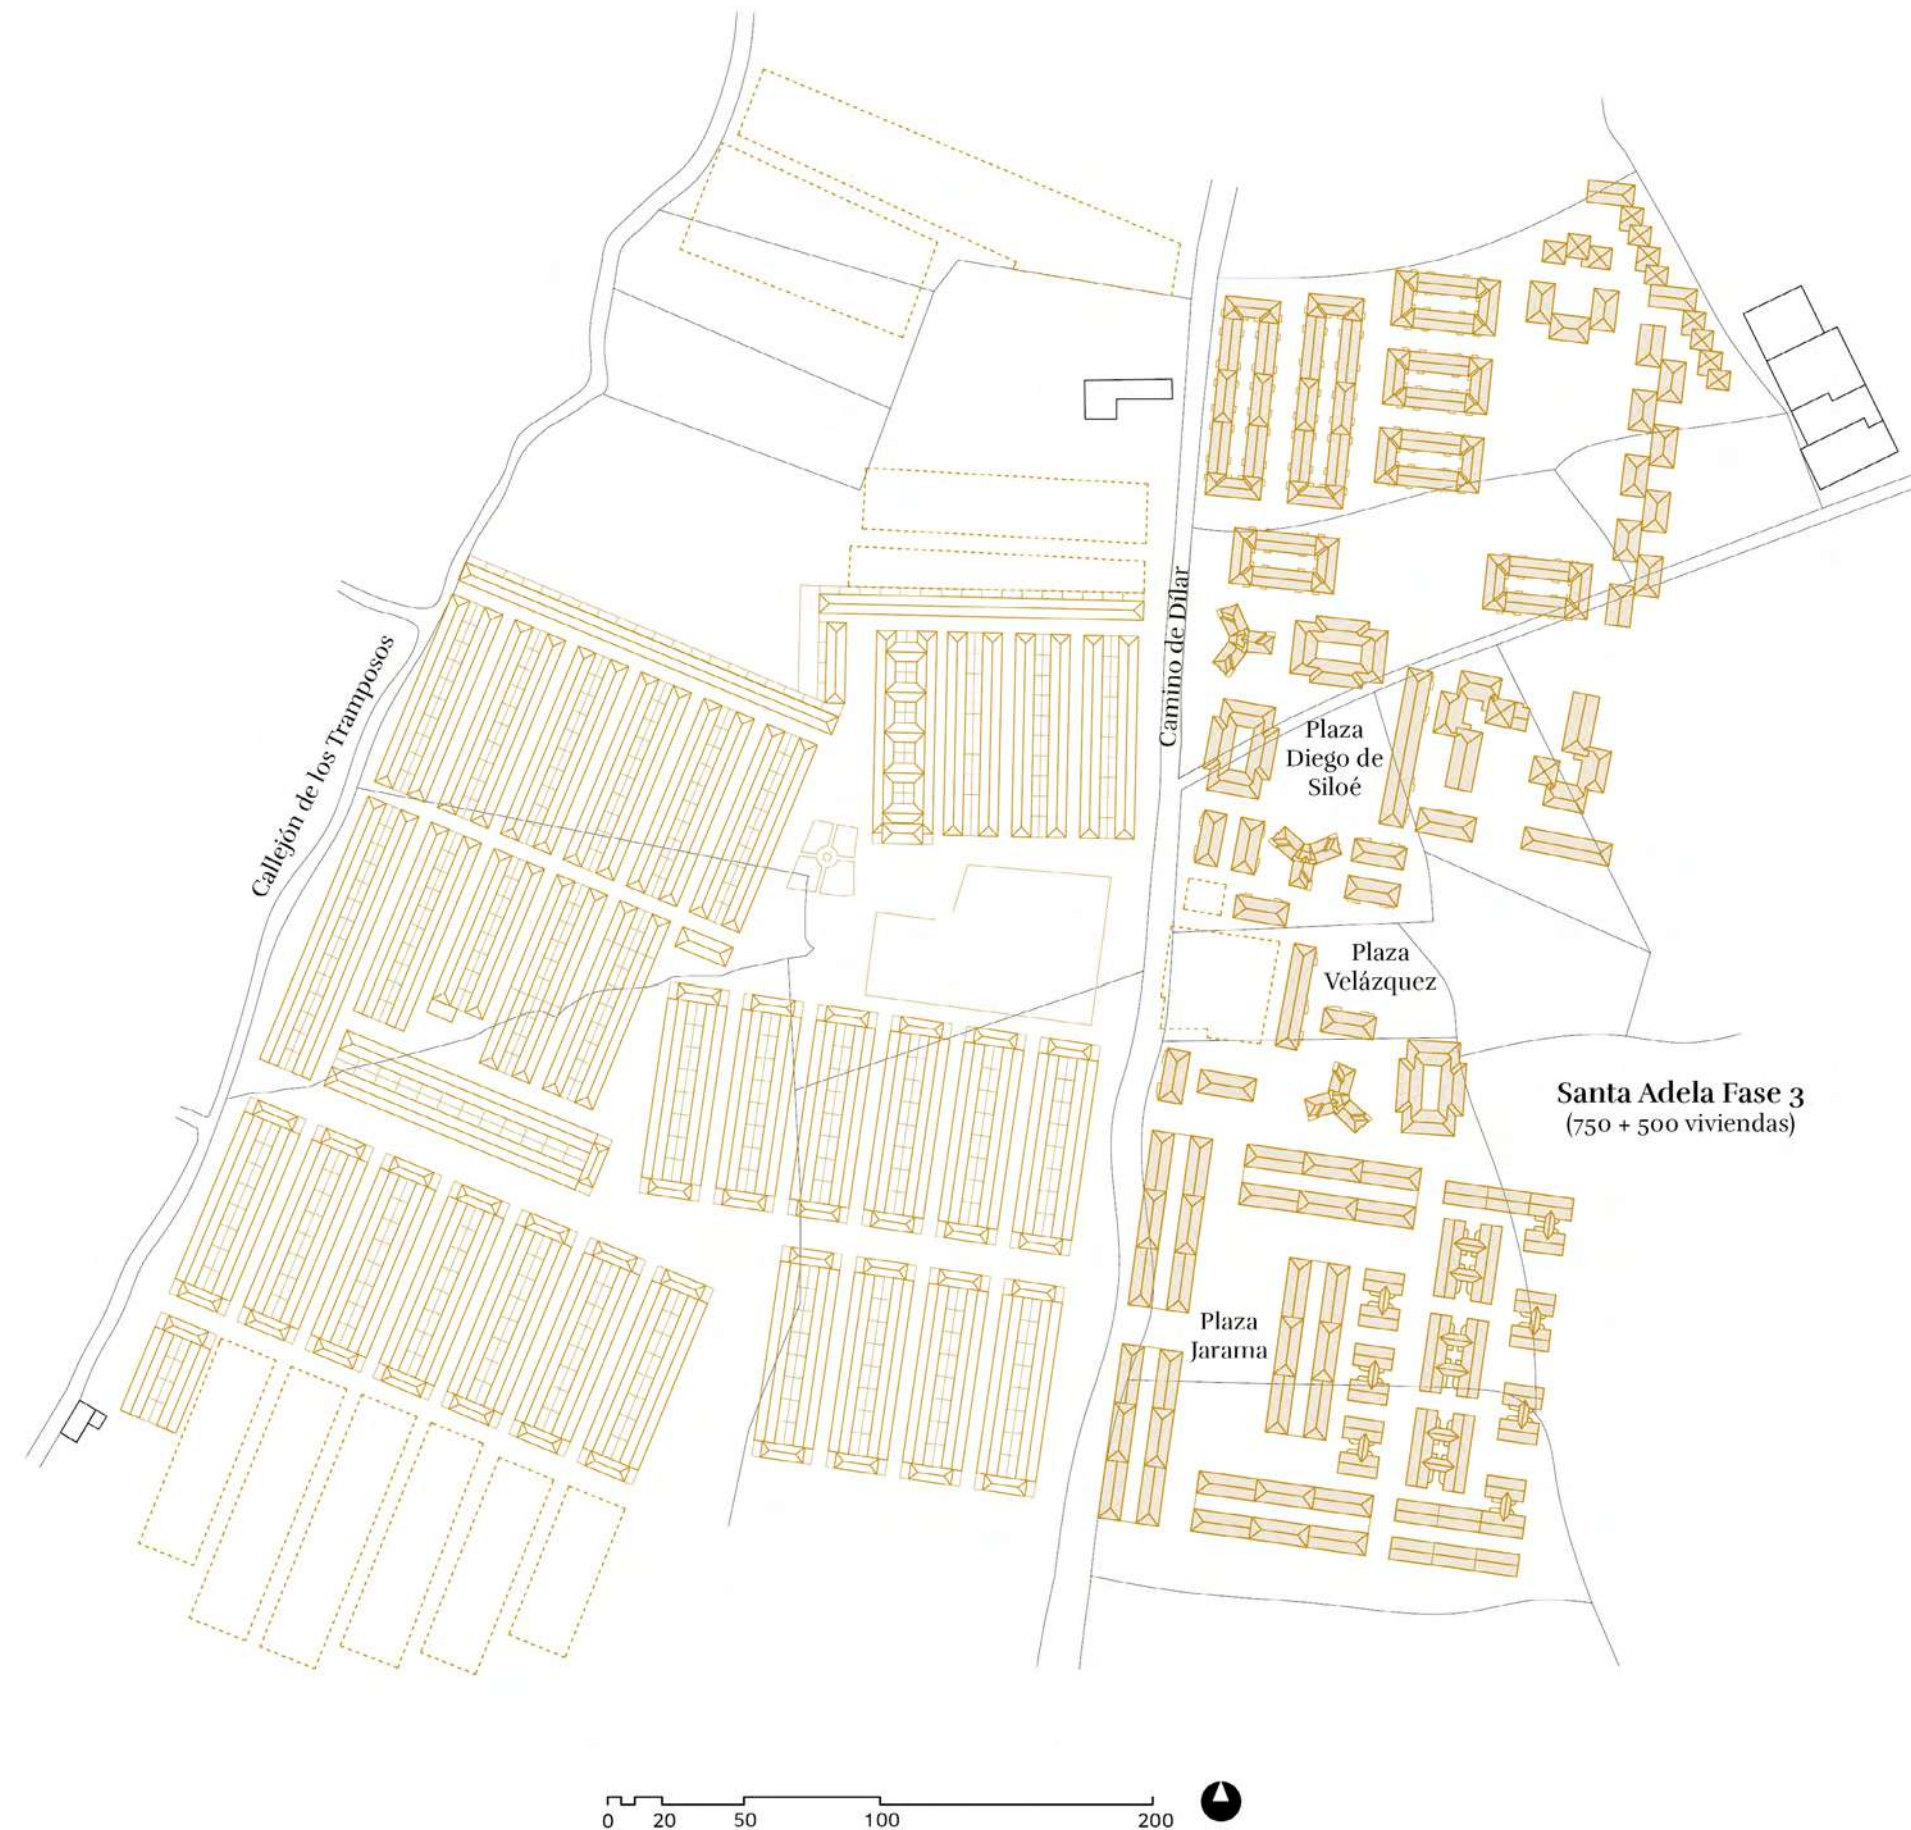 Camino de Dílar
Callejón de los Tramposos
Plaza
Diego de
Siloé
Plaza
Velázquez
Santa Adela Fase 3
(750 + 500 viviendas)
Plaza
Jarama
0 20 50 100 200